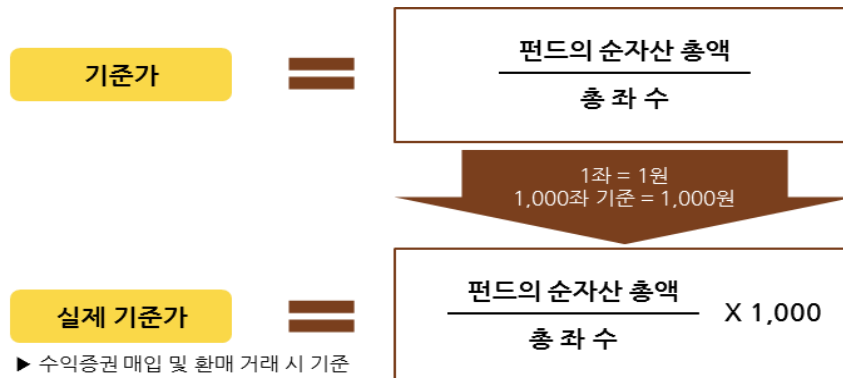 기준가
펀드의 순자산 총액
총 좌 수
1좌 = 1원
1,000좌 기준 = 1,000원
실제 기준가
펀드의 순자산 총액
총 좌 수
X 1,000
▶ 수익증권 매입 및 환매 거래 시 기준